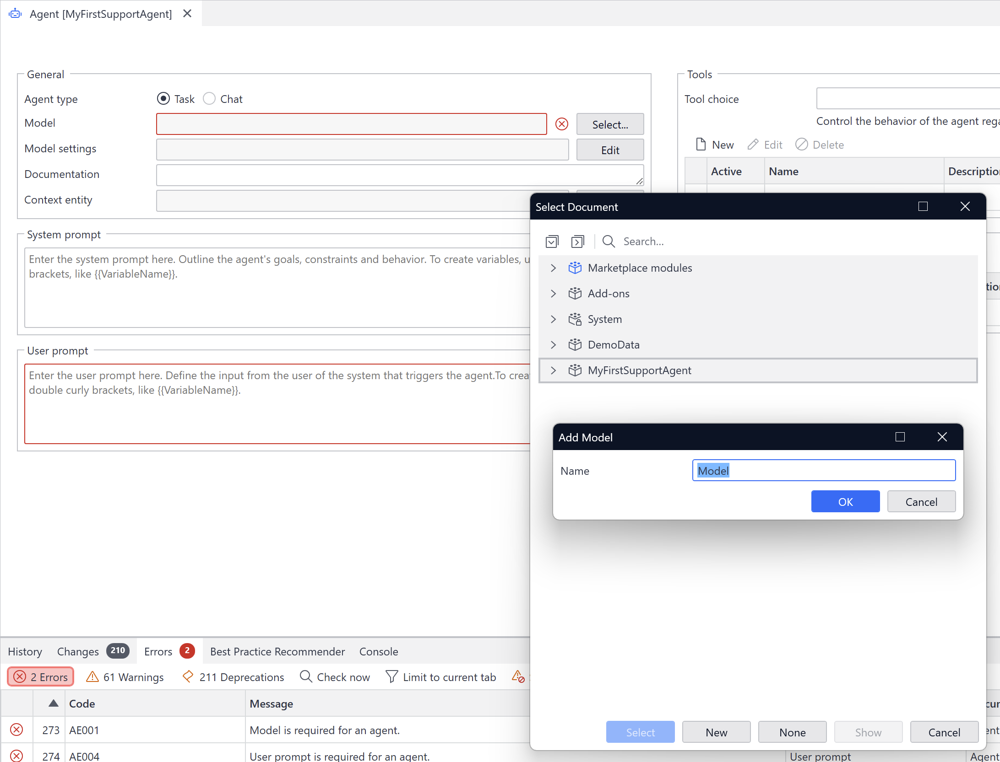 Agent [MyFirstSupportAgent]
General
Agent type
Task
Chat
Model
Select...
Model settings
Edit
Documentation
Context entity
System prompt
Enter the system prompt here. Outline the agent's goals, constraints and behavior. To create variables, u
brackets, like {{VariableName}}.
User prompt
Enter the user prompt here. Define the input from the user of the system that triggers the agent.To crea
double curly brackets, like {{VariableName}}.
Tools
Tool choice
Control the behavior of the agent rega
New
Edit
Delete
Active
Name
Description
Select Document
Search...
Marketplace modules
Add-ons
System
DemoData
MyFirstSupportAgent
Add Model
Name
Model
OK
Cancel
Select
New
None
Show
Cancel
History
Changes
210
Errors
2
Best Practice Recommender
Console
2 Errors
61 Warnings
211 Deprecations
Check now
Limit to current tab
Code
Message
273
AE001
Model is required for an agent.
274
AE004
User prompt is required for an agent.
User prompt
Agent